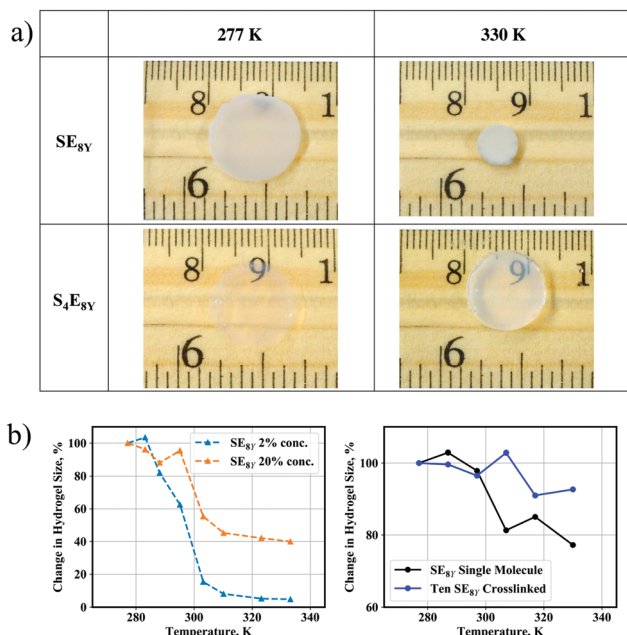 a)
277 K 330 K
SE8Y
8 9 1
6
8 9 1
6
S4E8Y
8 9 1
6
8 9 1
6
b)
Change in Hydrogel Size, %
100
80
60
40
20
0
SE8Y 2% conc.
SE8Y 20% conc.
280 300 320 340
Temperature, K
Change in Hydrogel Size, %
100
80
60
SE8Y Single Molecule
Ten SE8Y Crosslinked
280 300 320 340
Temperature, K